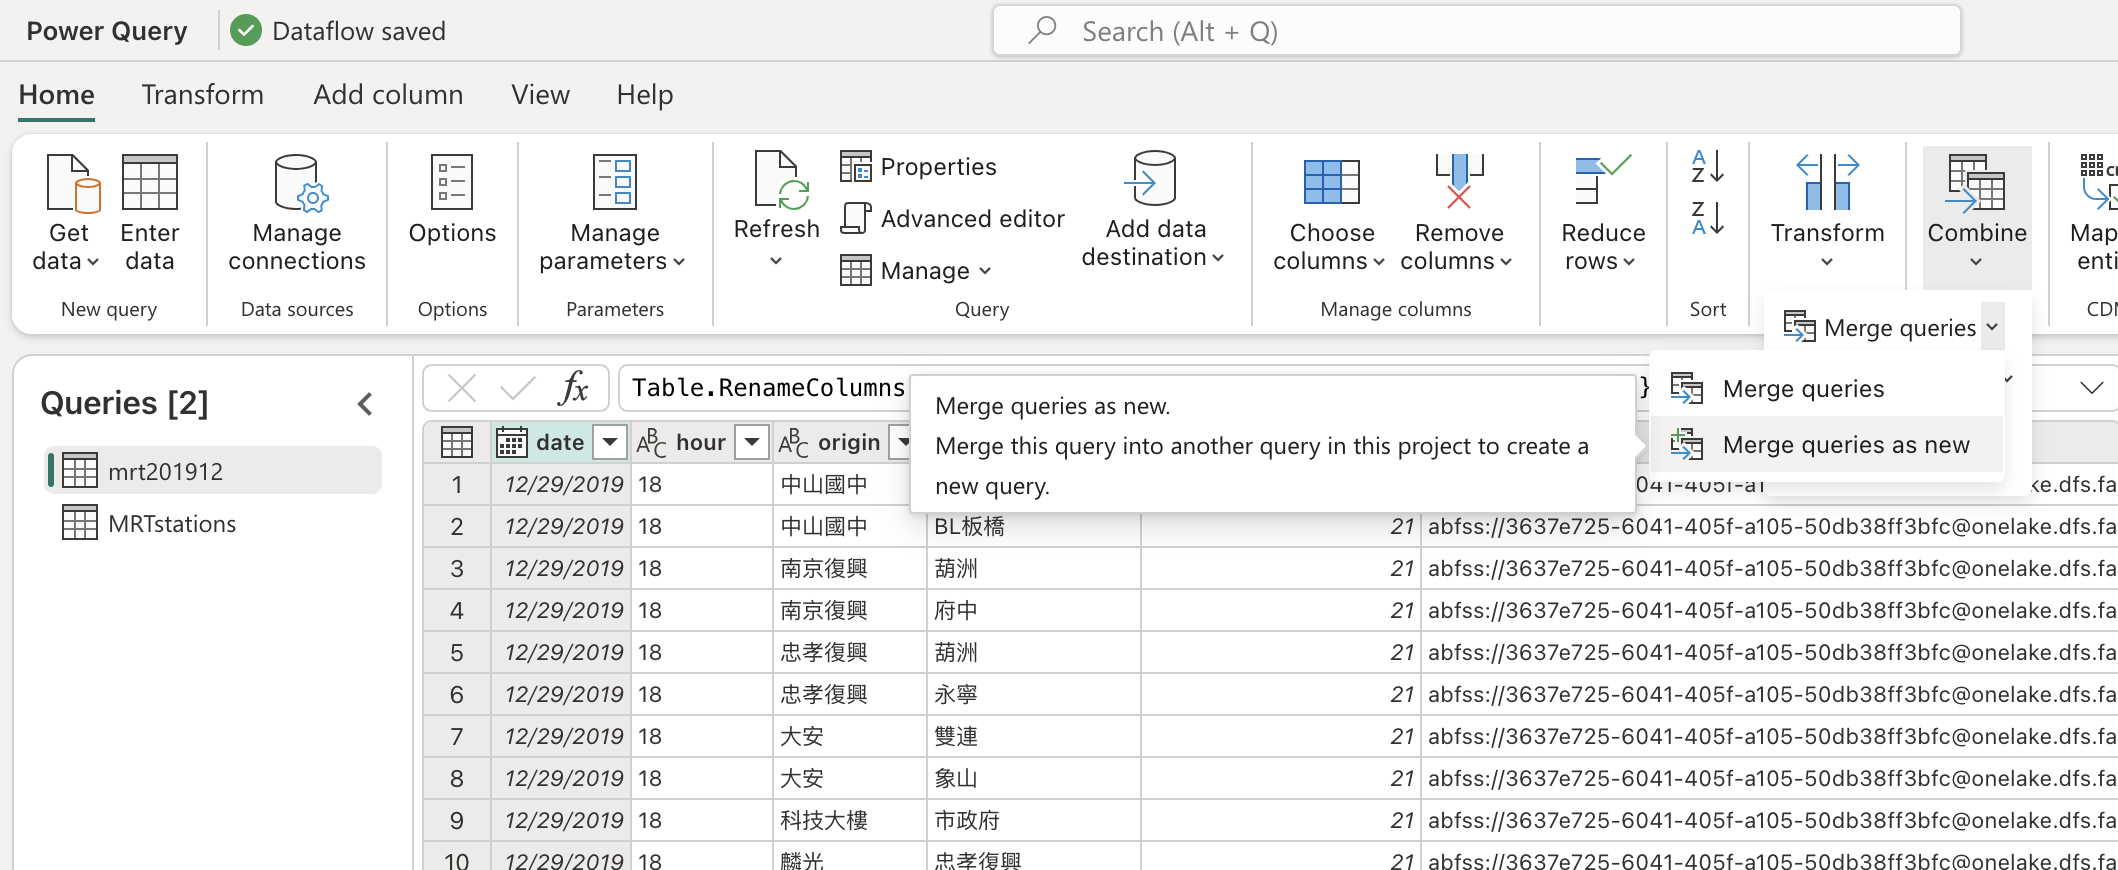 Power Query
Dataflow saved
Search (Alt + Q)
Home Transform Add column View Help
Get data
Enter data
New query
Manage connections
Data sources
Options
Options
Manage parameters
Parameters
Refresh
Properties
Advanced editor
Manage
Add data destination
Query
Choose columns
Remove columns
Manage columns
Reduce rows
A Z
Z A
Sort
Transform
Combine
Map
enti
CDM
Merge queries
Merge queries
Merge queries as new
Queries [2]
mrt201912
MRTstations
fx
Table.RenameColumns
}
Merge queries as new.
Merge this query into another query in this project to create a
new query.
date ABC hour ABC origin
1 12/29/2019 18 中山國中
2 12/29/2019 18 中山國中 BL板橋 21 abfss://3637e725-6041-405f-a105-50db38ff3bfc@onelake.dfs.fa
3 12/29/2019 18 南京復興 葫洲 21 abfss://3637e725-6041-405f-a105-50db38ff3bfc@onelake.dfs.fa
4 12/29/2019 18 南京復興 府中 21 abfss://3637e725-6041-405f-a105-50db38ff3bfc@onelake.dfs.fa
5 12/29/2019 18 忠孝復興 葫洲 21 abfss://3637e725-6041-405f-a105-50db38ff3bfc@onelake.dfs.fa
6 12/29/2019 18 忠孝復興 永寧 21 abfss://3637e725-6041-405f-a105-50db38ff3bfc@onelake.dfs.fa
7 12/29/2019 18 大安 雙連 21 abfss://3637e725-6041-405f-a105-50db38ff3bfc@onelake.dfs.fa
8 12/29/2019 18 大安 象山 21 abfss://3637e725-6041-405f-a105-50db38ff3bfc@onelake.dfs.fa
9 12/29/2019 18 科技大樓 市政府 21 abfss://3637e725-6041-405f-a105-50db38ff3bfc@onelake.dfs.fa
10 12/29/2019 18 麟光 忠孝復興 21 abfss://3637e725-6041-405f-a105-50db38ff3bfc@onelake.dfs.fa